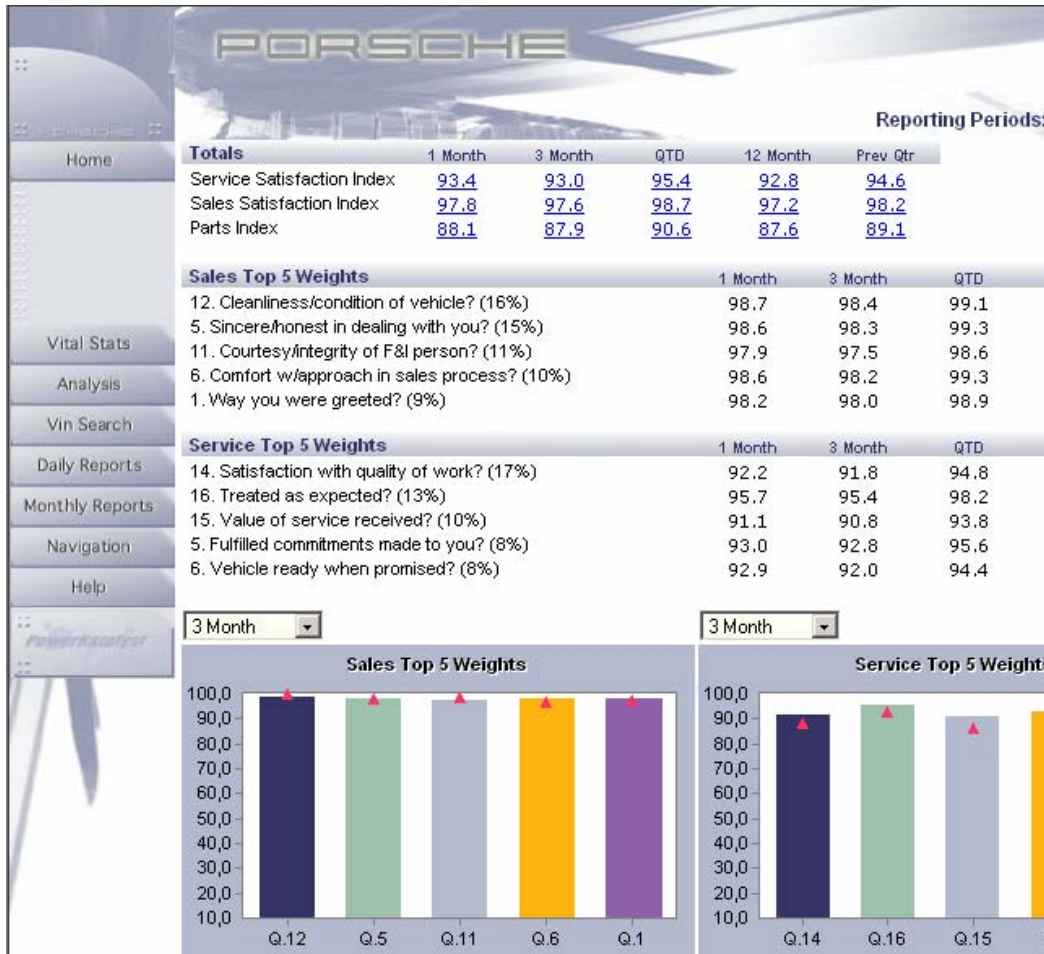 PORSCHE
Reporting Periods:
Home
Vital Stats
Analysis
Vin Search
Daily Reports
Monthly Reports
Navigation
Help
PowerKatalyst
Totals 1 Month 3 Month QTD 12 Month Prev Qtr
Service Satisfaction Index 93.4 93.0 95.4 92.8 94.6
Sales Satisfaction Index 97.8 97.6 98.7 97.2 98.2
Parts Index 88.1 87.9 90.6 87.6 89.1
Sales Top 5 Weights 1 Month 3 Month QTD
12. Cleanliness/condition of vehicle? (16%) 98.7 98.4 99.1
5. Sincere/honest in dealing with you? (15%) 98.6 98.3 99.3
11. Courtesy/integrity of F&I person? (11%) 97.9 97.5 98.6
6. Comfort w/approach in sales process? (10%) 98.6 98.2 99.3
1. Way you were greeted? (9%) 98.2 98.0 98.9
Service Top 5 Weights 1 Month 3 Month QTD
14. Satisfaction with quality of work? (17%) 92.2 91.8 94.8
16. Treated as expected? (13%) 95.7 95.4 98.2
15. Value of service received? (10%) 91.1 90.8 93.8
5. Fulfilled commitments made to you? (8%) 93.0 92.8 95.6
6. Vehicle ready when promised? (8%) 92.9 92.0 94.4
3 Month
Sales Top 5 Weights
100,0
90,0
80,0
70,0
60,0
50,0
40,0
30,0
20,0
10,0
Q.12 Q.5 Q.11 Q.6 Q.1
3 Month
Service Top 5 Weight
100,0
90,0
80,0
70,0
60,0
50,0
40,0
30,0
20,0
10,0
Q.14 Q.16 Q.15